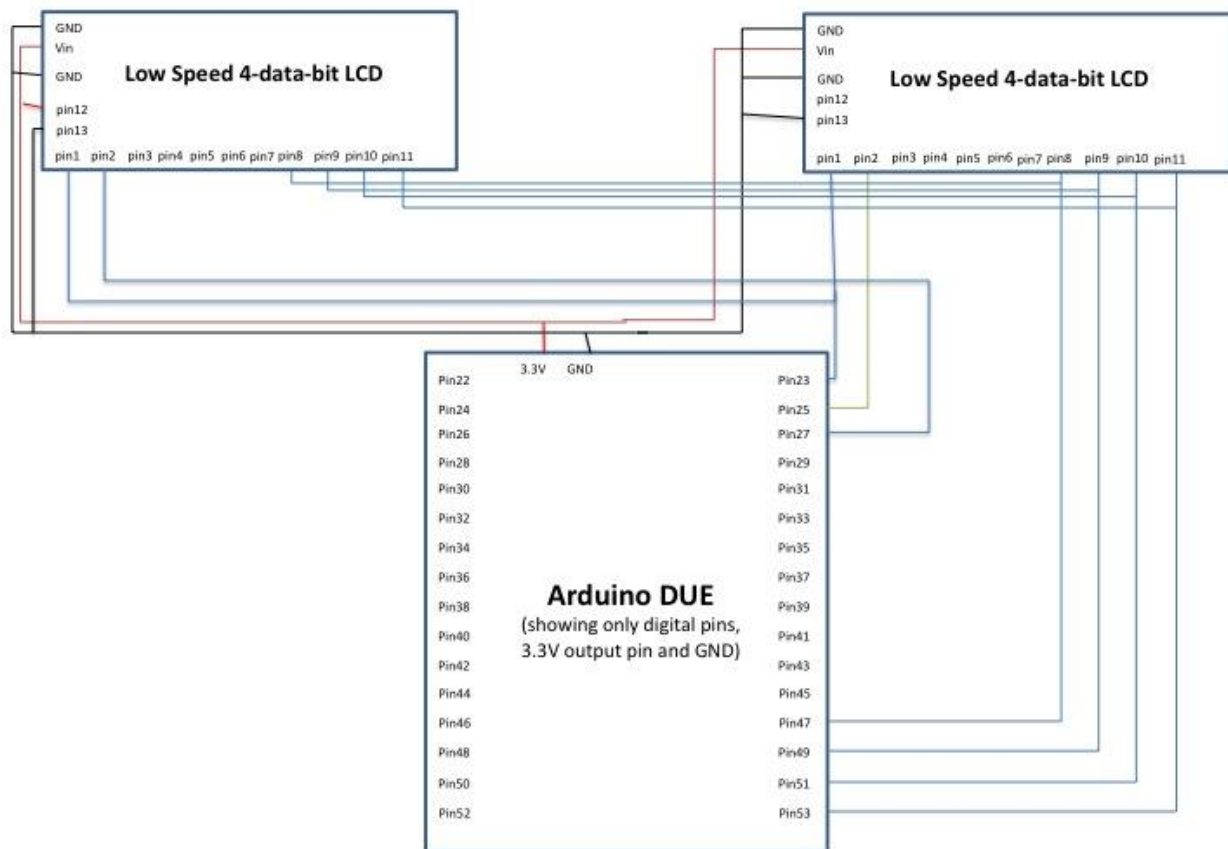 GND
Vin
GND
pin12
pin13
Low Speed 4-data-bit LCD
pin1 pin2 pin3 pin4 pin5 pin6 pin7 pin8 pin9 pin10 pin11
GND
Vin
GND
pin12
pin13
Low Speed 4-data-bit LCD
pin1 pin2 pin3 pin4 pin5 pin6 pin7 pin8 pin9 pin10 pin11
3.3V GND
Pin22
Pin24
Pin26
Pin28
Pin30
Pin32
Pin34
Pin36
Pin38
Pin40
Pin42
Pin44
Pin46
Pin48
Pin50
Pin52
Arduino DUE
(showing only digital pins,
3.3V output pin and GND)
Pin23
Pin25
Pin27
Pin29
Pin31
Pin33
Pin35
Pin37
Pin39
Pin41
Pin43
Pin45
Pin47
Pin49
Pin51
Pin53